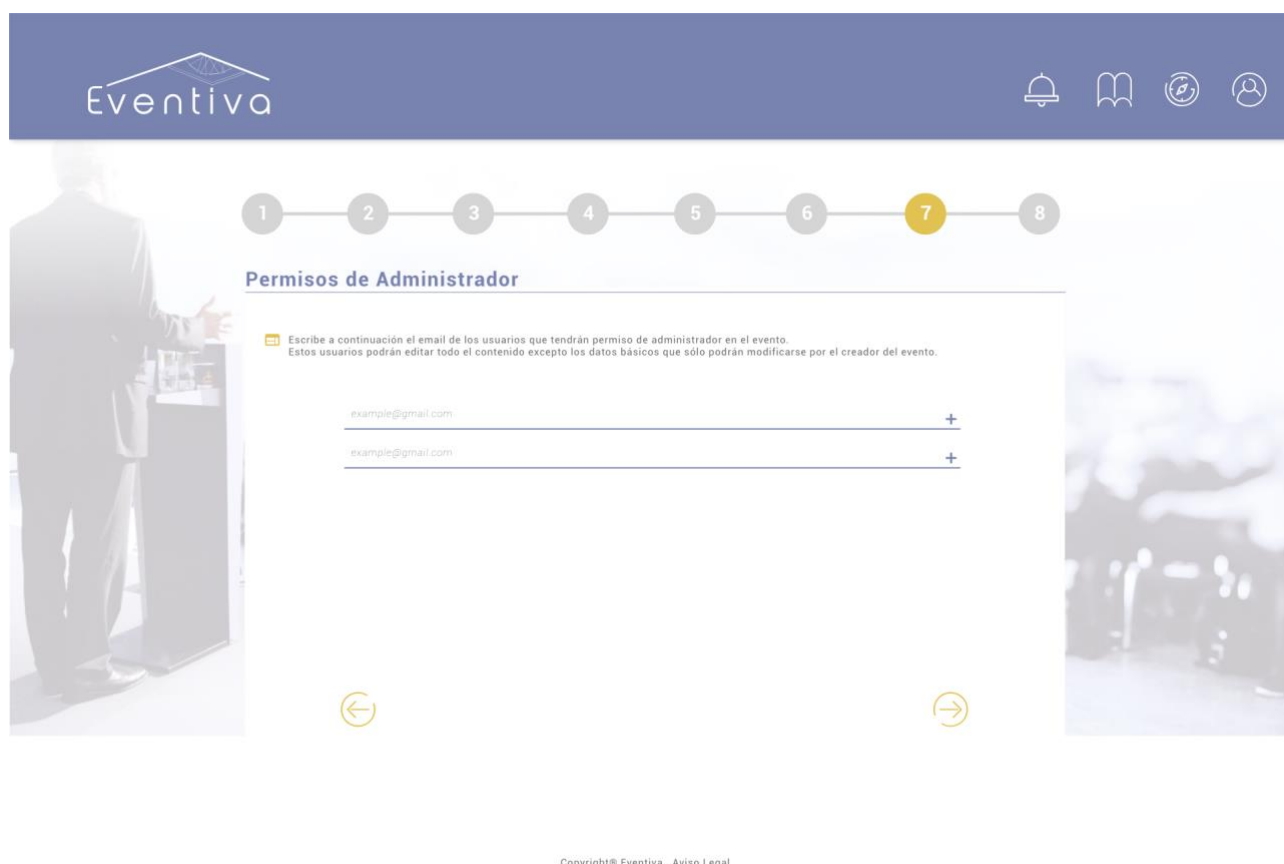 Eventiva
1 2 3 4 5 6 7 8
Permisos de Administrador
Escribe a continuación el email de los usuarios que tendrán permiso de administrador en el evento.
Estos usuarios podrán editar todo el contenido excepto los datos básicos que sólo podrán modificarse por el creador del evento.
example@gmail.com +
example@gmail.com +
Copyright® Eventiva - Aviso Legal